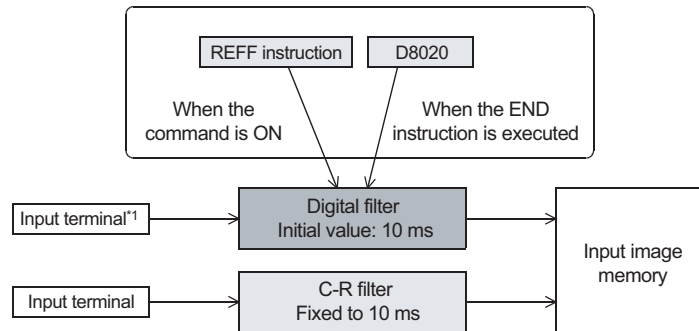 REFF instruction
D8020
When the
command is ON
When the END
instruction is executed
Input terminal*1
Digital filter
Initial value: 10 ms
Input image
memory
Input terminal
C-R filter
Fixed to 10 ms